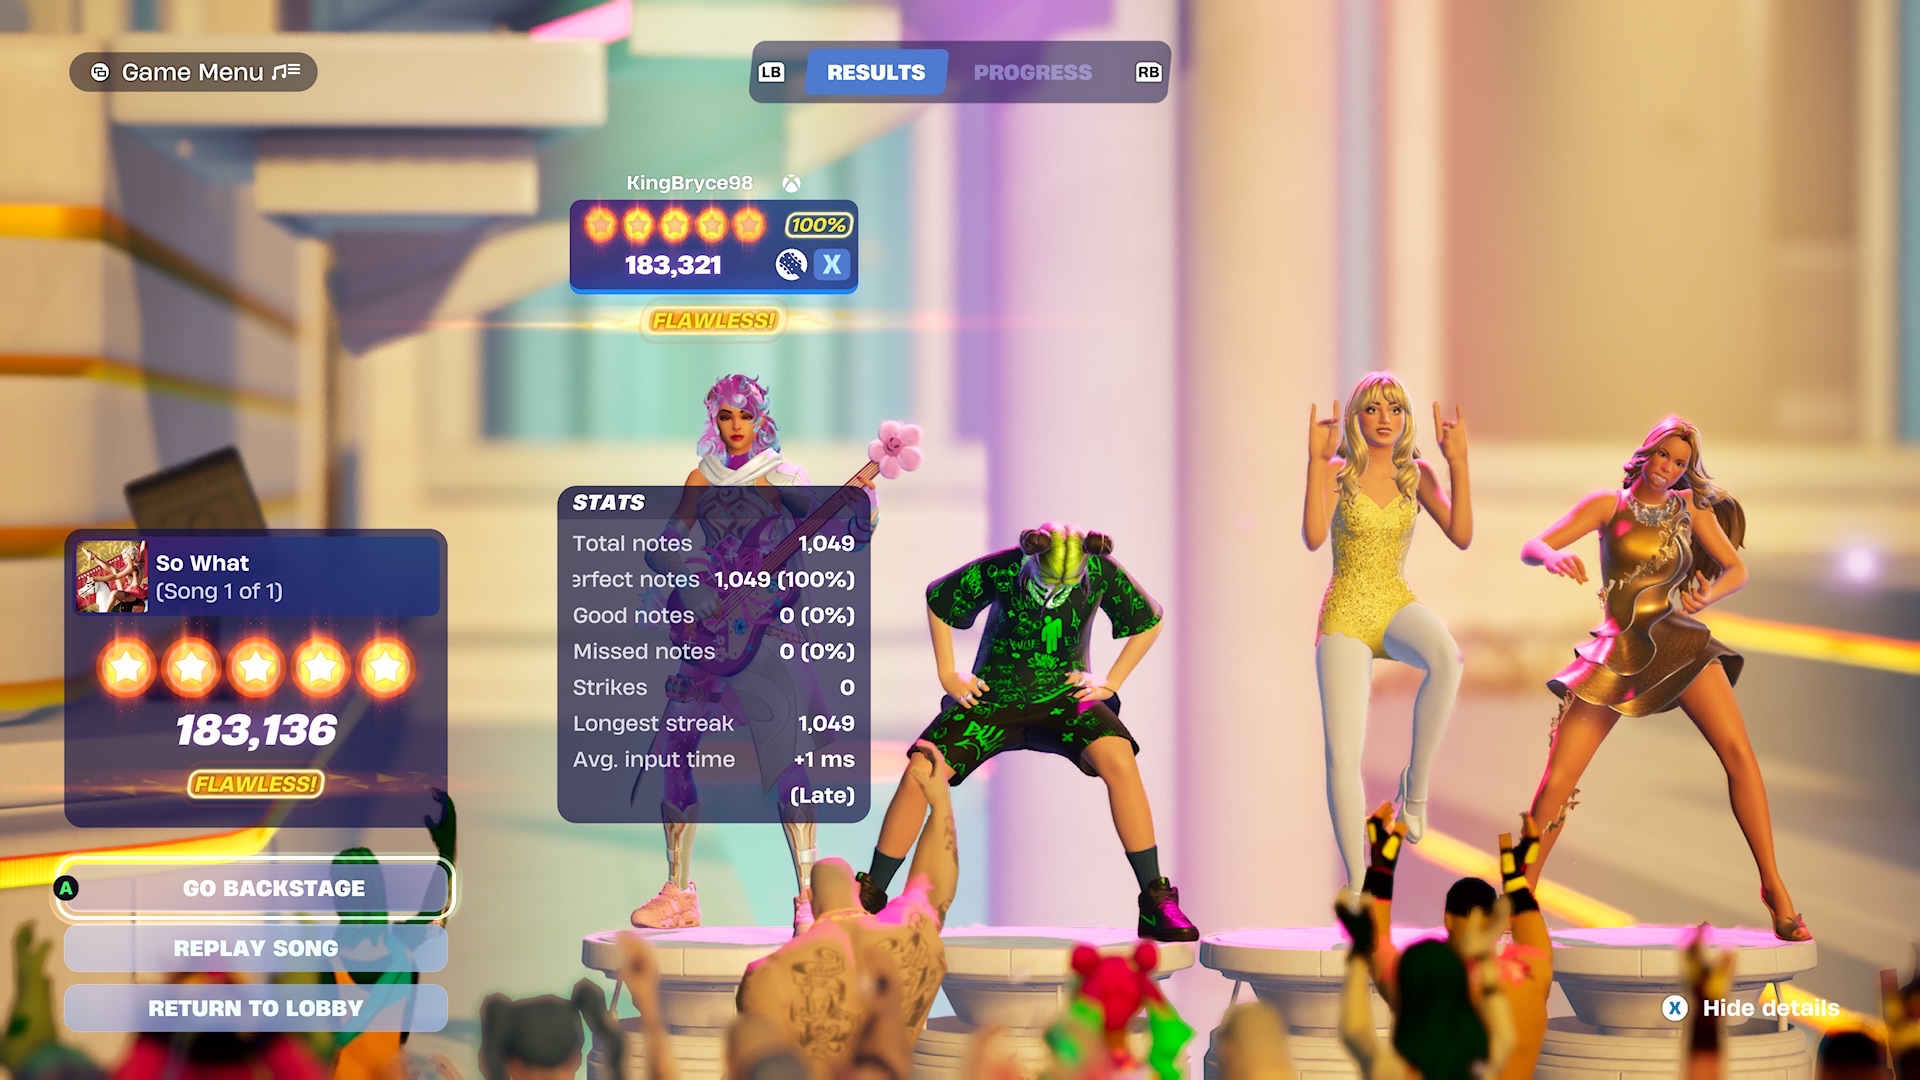 Game Menu
LB RESULTS PROGRESS RB
KingBryce98
100%
183,321
X
FLAWLESS!
STATS
Total notes 1,049
erfect notes 1,049 (100%)
Good notes 0 (0%)
Missed notes 0 (0%)
Strikes 0
Longest streak 1,049
Avg. input time +1 ms
(Late)
So What
(Song 1 of 1)
183,136
FLAWLESS!
A GO BACKSTAGE
REPLAY SONG
RETURN TO LOBBY
X Hide details